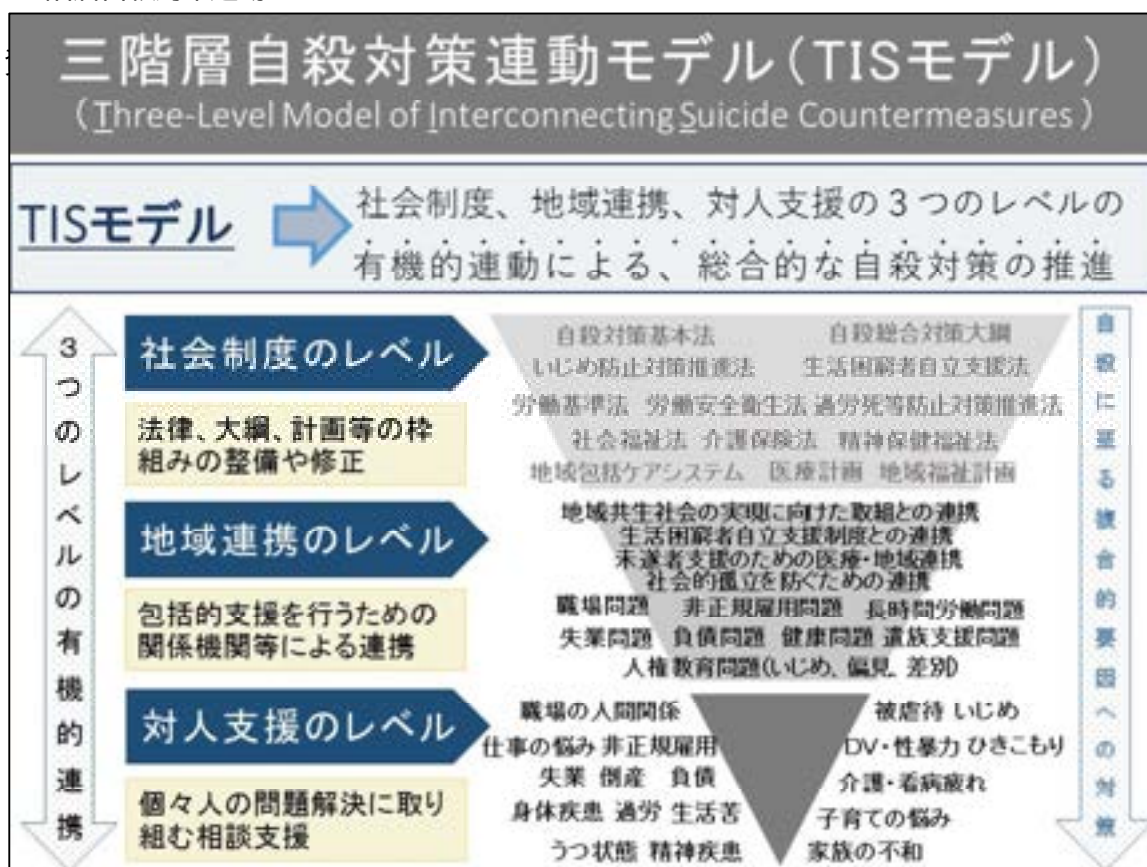 三階層自殺対策連動モデル（TISモデル）
（Three-Level Model of Interconnecting Suicide Countermeasures）
TISモデル
社会制度、地域連携、対人支援の３つのレベルの
有機的連動による、総合的な自殺対策の推進
３つのレベルの有機的連携
社会制度のレベル
法律、大綱、計画等の枠
組みの整備や修正
自殺対策基本法 自殺総合対策大綱
いじめ防止対策推進法 生活困窮者自立支援法
労働基準法 労働安全衛生法 過労死等防止対策推進法
社会福祉法 介護保険法 精神保健福祉法
地域包括ケアシステム 医療計画 地域福祉計画
地域連携のレベル
包括的支援を行うための
関係機関等による連携
地域共生社会の実現に向けた取組との連携
生活困窮者自立支援制度との連携
未遂者支援のための医療・地域連携
社会的孤立を防ぐための連携
職場問題 非正規雇用問題 長時間労働問題
失業問題 負債問題 健康問題 遺族支援問題
人権教育問題(いじめ、偏見、差別)
対人支援のレベル
個々人の問題解決に取り
組む相談支援
職場の人間関係
仕事の悩み 非正規雇用
失業 倒産 負債
身体疾患 過労 生活苦
うつ状態 精神疾患
被虐待 いじめ
DV・性暴力 ひきこもり
介護・看病疲れ
子育ての悩み
家族の不和
自殺に至る複合的要因への対策